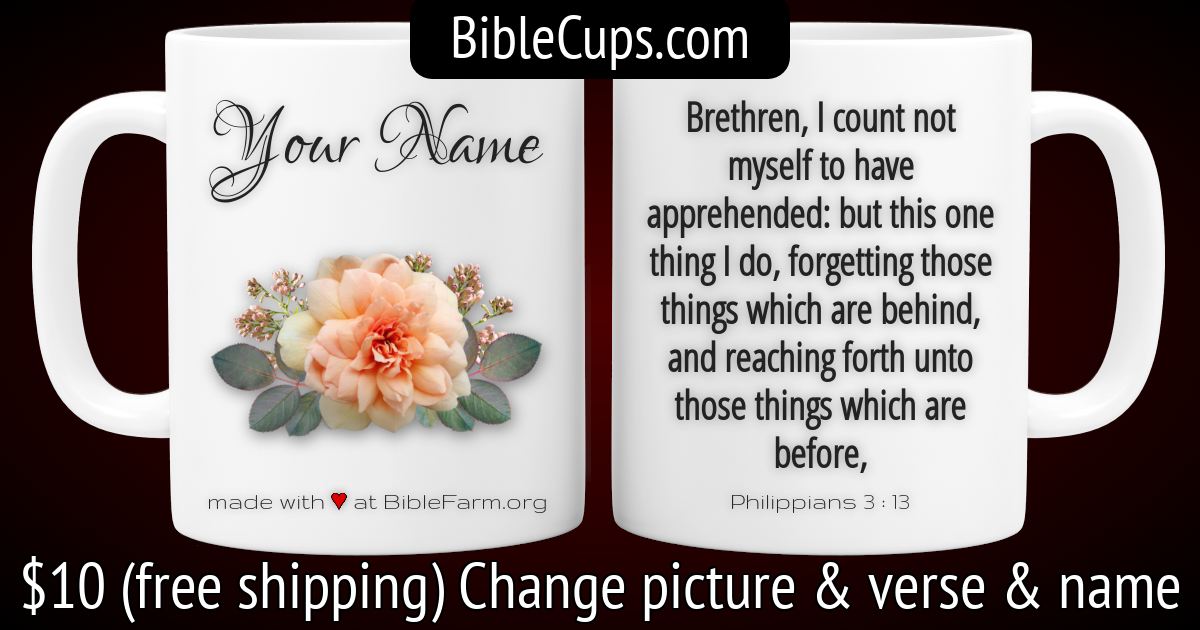 BibleCups.com
Your Name
made with ♥ at BibleFarm.org
Brethren, I count not
myself to have
apprehended: but this one
thing I do, forgetting those
things which are behind,
and reaching forth unto
those things which are
before,
Philippians 3 : 13
$10 (free shipping) Change picture & verse & name